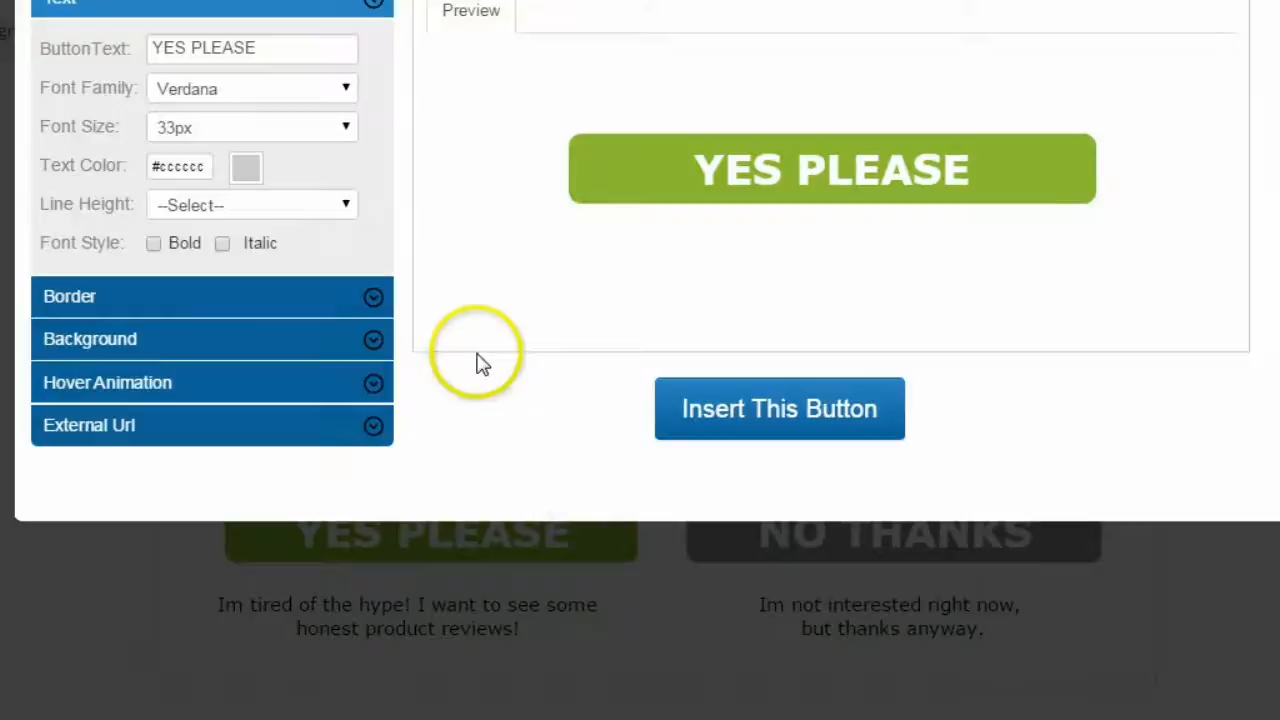 Text
Preview
ButtonText: YES PLEASE
Font Family: Verdana
Font Size: 33px
Text Color: #cccccc
Line Height: --Select--
Font Style: Bold Italic
YES PLEASE
Border
Background
Hover Animation
External Url
Insert This Button
YES PLEASE NO THANKS
Im tired of the hype! I want to see some
honest product reviews!
Im not interested right now,
but thanks anyway.